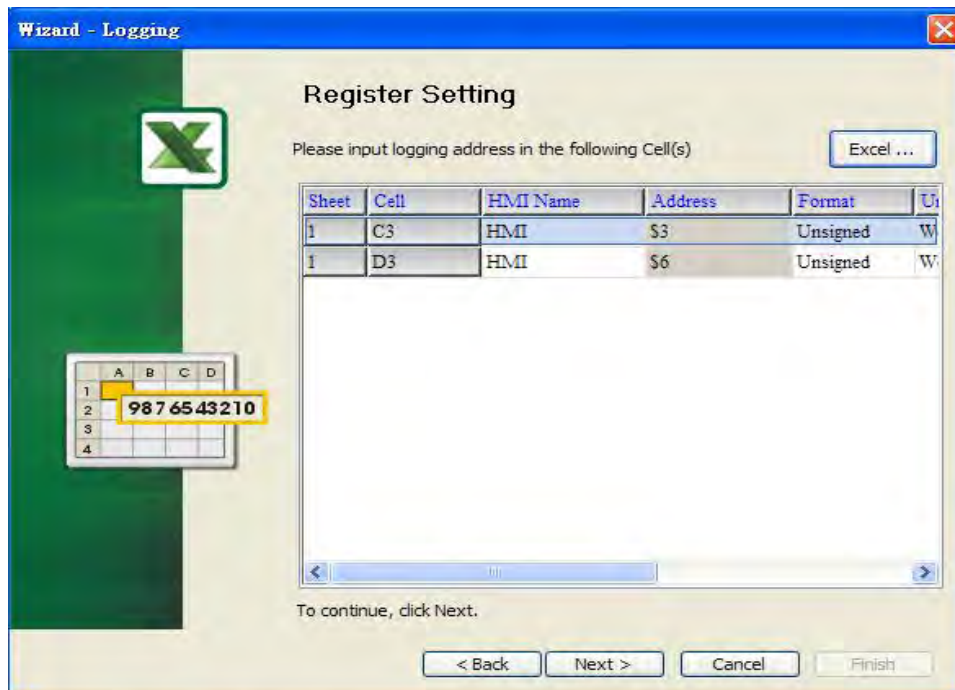 Wizard - Logging
Register Setting
Please input logging address in the following Cell(s)
Excel ...
Sheet Cell HMI Name Address Format
1 C3 HMI $3 Unsigned W
1 D3 HMI $6 Unsigned W
A B C D
1
2
3
4
9876543210
To continue, click Next.
< Back Next > Cancel Finish